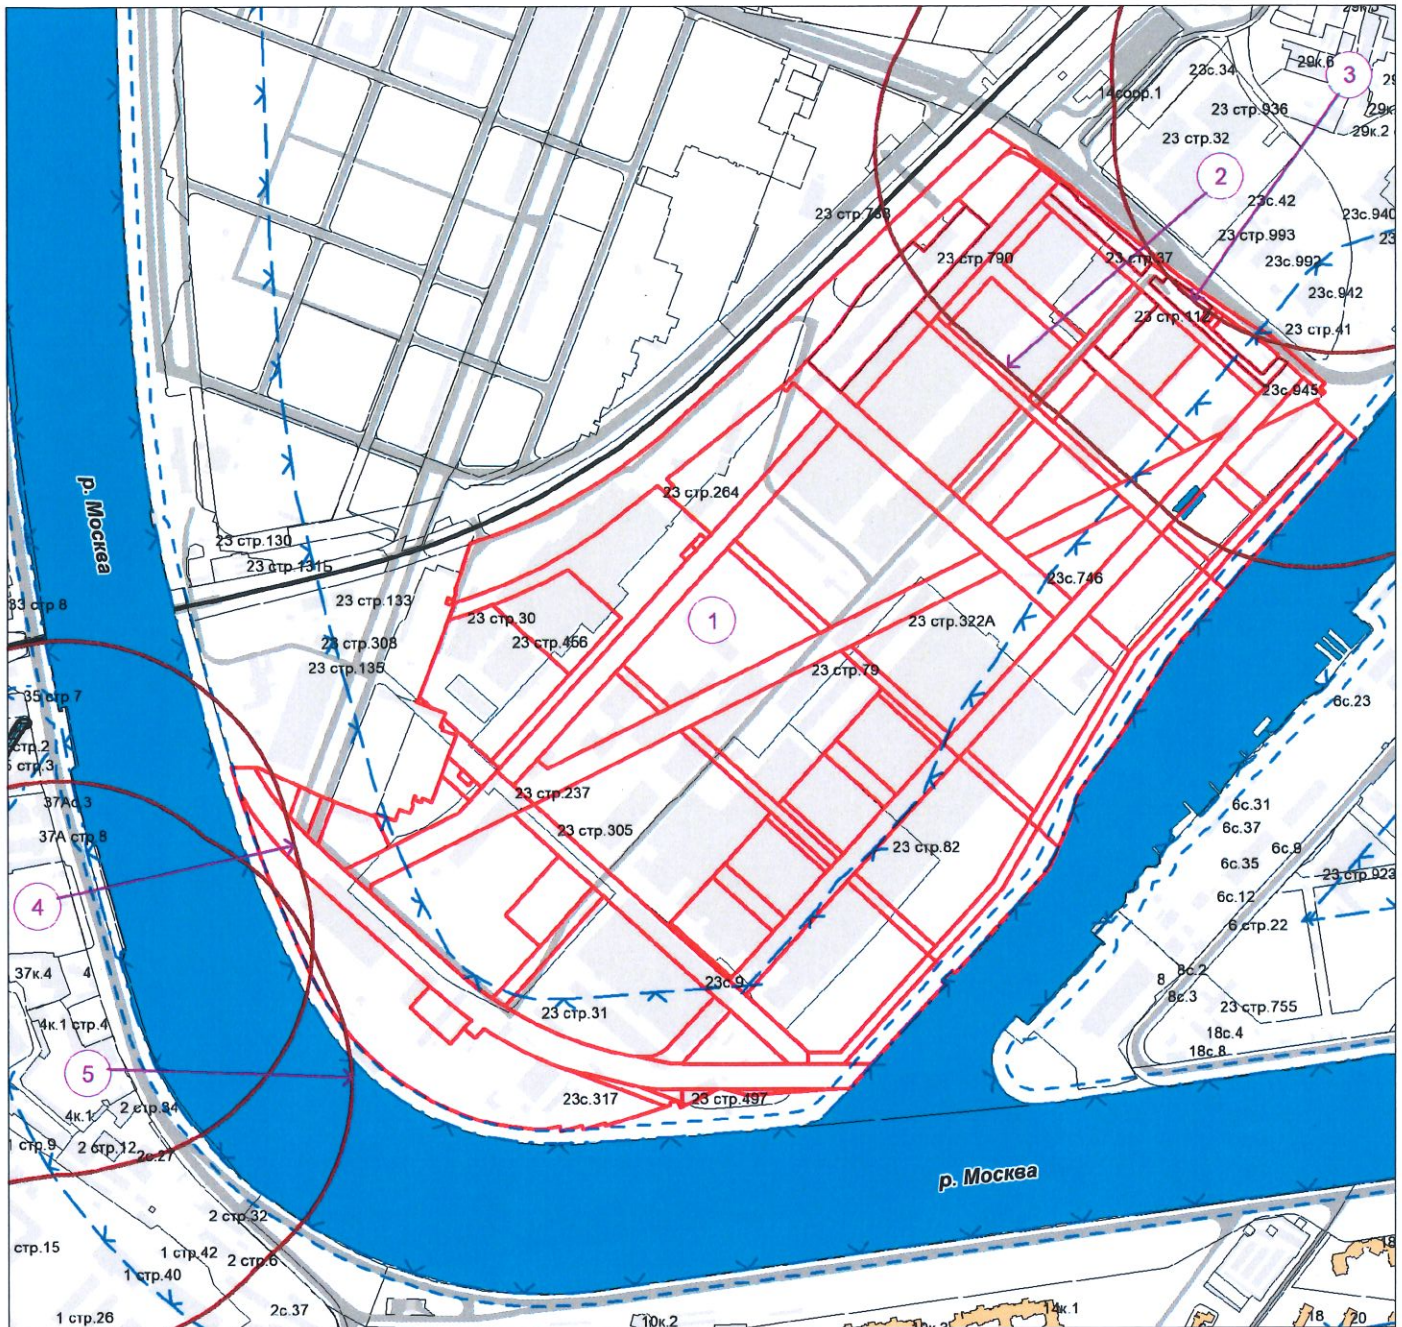 29к.6
3
23с.34
14соор.1
23 стр.936
29к.2
23 стр.32
2
23с.42
23с.940
23 стр.738
23 стр.993
23 стр.790
23 стр.37
23с.992
23с.942
23 стр.112
23 стр.41
23с.945
р. Москва
23 стр.264
23 стр.130
23 стр.131Б
23с.746
33 стр.8
23 стр.133
23 стр.30
1
23 стр.322А
23 стр.308
23 стр.456
23 стр.135
23 стр.79
35 стр.7
6с.23
стр.2
стр.3
23 стр.237
37Ас.3
6с.31
23 стр.305
6с.37
37А стр.8
23 стр.82
6с.9
6с.35
23 стр.923
6с.12
4
6 стр.22
37к.4
4
23с.9
8с.2
8
8с.3
23 стр.31
23 стр.755
4к.1 стр.4
18с.4
18с.8
5
23с.317
23 стр.497
4к.1
2 стр.34
1 стр.9
2 стр.12
2с.27
р. Москва
2 стр.32
стр.15
1 стр.42
2 стр.6
1 стр.40
2с.37
14к.1
1 стр.26
10к.2
18
20